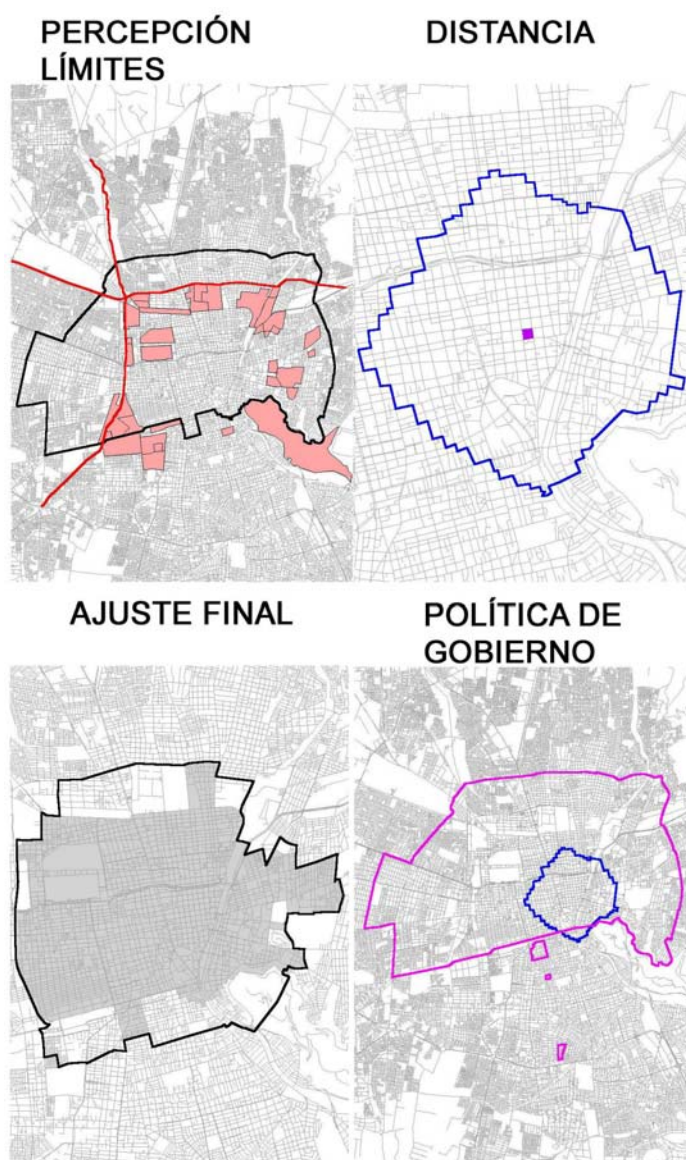 PERCEPCIÓN
LÍMITES
DISTANCIA
AJUSTE FINAL
POLÍTICA DE
GOBIERNO